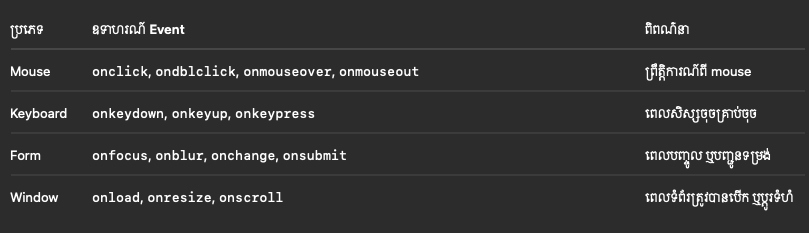 ប្រភេទ ឧទាហរណ៍ Event ពិពណ៌នា
Mouse onclick, ondblclick, onmouseover, onmouseout ព្រឹត្តិការណ៍ពី mouse
Keyboard onkeydown, onkeyup, onkeypress ពេលសិស្សចុចគ្រាប់ចុច
Form onfocus, onblur, onchange, onsubmit ពេលបញ្ចូល ឬបញ្ជូនទម្រង់
Window onload, onresize, onscroll ពេលទំព័រត្រូវបានបើក ឬប្តូរទំហំ